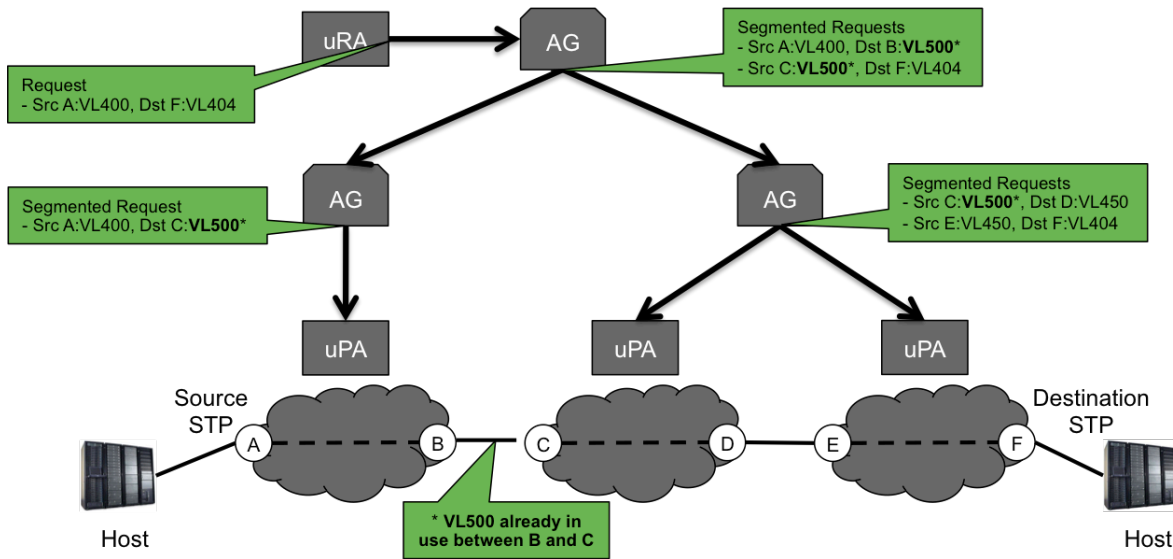 uRA
AG
Segmented Requests
- Src A:VL400, Dst B:VL500*
- Src C:VL500*, Dst F:VL404
Request
- Src A:VL400, Dst F:VL404
AG
Segmented Request
- Src A:VL400, Dst C:VL500*
AG
Segmented Requests
- Src C:VL500*, Dst D:VL450
- Src E:VL450, Dst F:VL404
uPA
uPA
uPA
Source
STP
Destination
STP
A
B
C
D
E
F
Host
* VL500 already in
use between B and C
Host